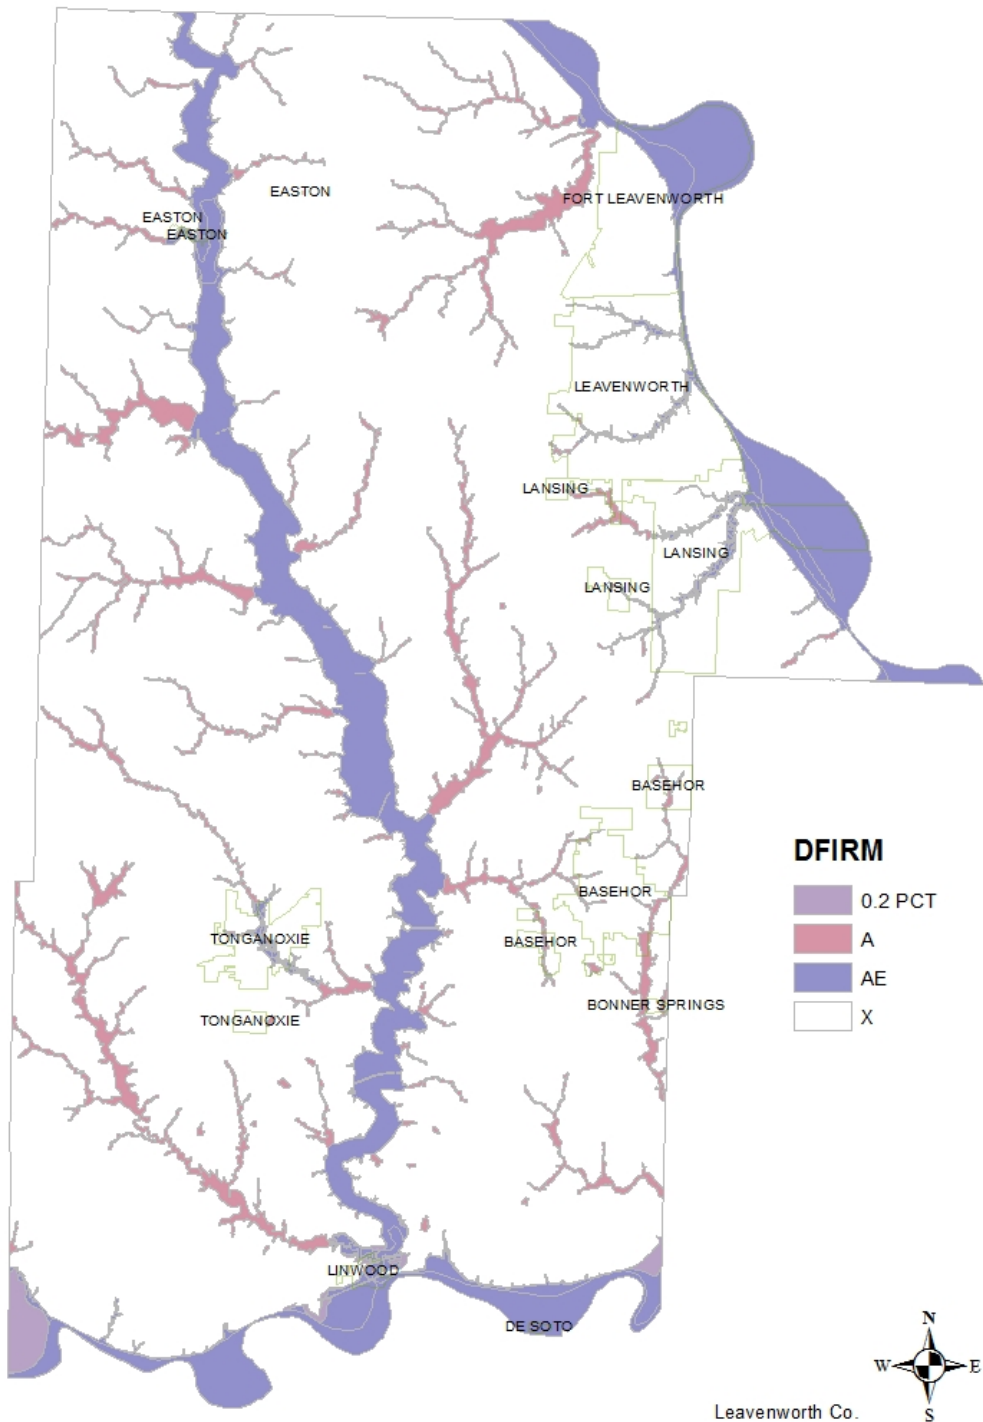 EASTON
FORT LEAVENWORTH
EASTON
EASTON
LEAVENWORTH
LANSING
LANSING
LANSING
BASEHOR
DFIRM
BASEHOR
0.2 PCT
TONGANOXIE
BASEHOR
A
AE
BONNER SPRINGS
TONGANOXIE
X
LINWOOD
DE SOTO
N
W
E
S
Leavenworth Co.